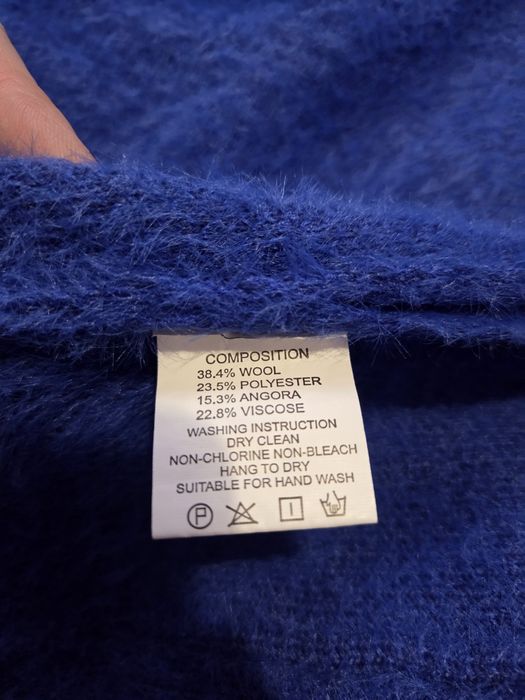 COMPOSITION
38.4% WOOL
23.5% POLYESTER
15.3% ANGORA
22.8% VISCOSE
WASHING INSTRUCTION
DRY CLEAN
NON-CHLORINE NON-BLEACH
HANG TO DRY
SUITABLE FOR HAND WASH
P